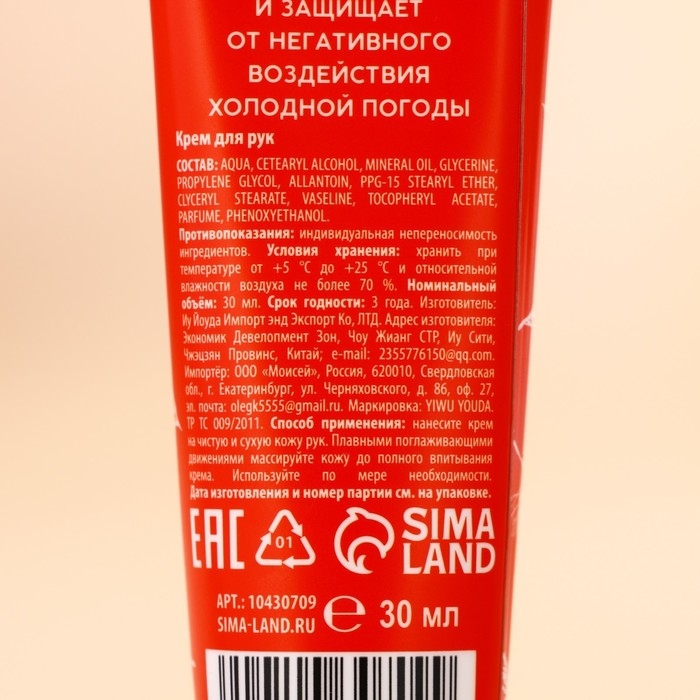 И ЗАЩИЩАЕТ
ОТ НЕГАТИВНОГО
ВОЗДЕЙСТВИЯ
ХОЛОДНОЙ ПОГОДЫ
Крем для рук
СОСТАВ: AQUA, CETEARYL ALCOHOL, MINERAL OIL, GLYCERINE,
PROPYLENE GLYCOL, ALLANTOIN, PPG-15 STEARYL ETHER,
GLYCERYL STEARATE, VASELINE, TOCOPHERYL ACETATE,
PARFUME, PHENOXYETHANOL.
Противопоказания: индивидуальная непереносимость
ингредиентов. Условия хранения: хранить при
температуре от +5 °С до +25 °С и относительной
влажности воздуха не более 70 %. Номинальный
объём: 30 мл. Срок годности: 3 года. Изготовитель:
Иу Йоуда Импорт энд Экспорт Ко, ЛТД. Адрес изготовителя:
Экономик Девелопмент Зон, Чоу Жианг СТР, Иу Сити,
Чжэцзян Провинс, Китай; e-mail: 2355776150@qq.com.
Импортёр: ООО «Моисей», Россия, 620010, Свердловская
обл., г. Екатеринбург, ул. Черняховского, д. 86, оф. 27,
эл. почта: olegk5555@gmail.ru. Маркировка: YIWU YOUDA.
ТР ТС 009/2011. Способ применения: нанесите крем
на чистую и сухую кожу рук. Плавными поглаживающими
движениями массируйте кожу до полного впитывания
крема. Используйте по мере необходимости.
Дата изготовления и номер партии см. на упаковке.
EAC 01 SIMA
LAND
АРТ.: 10430709
SIMA-LAND.RU
℮ 30 мл